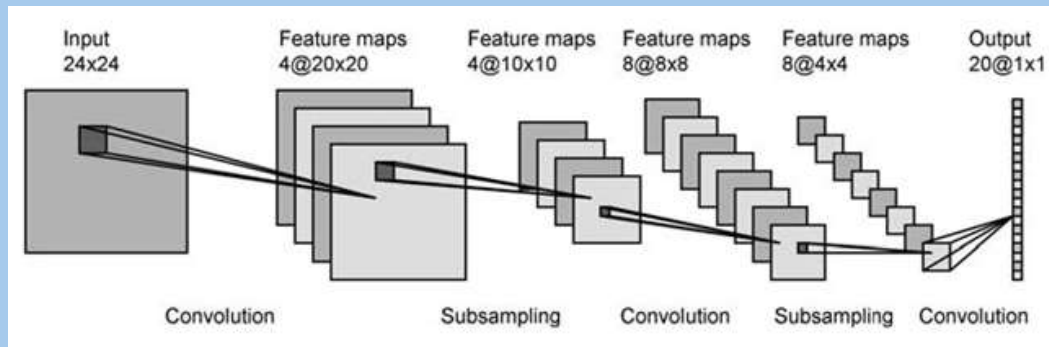 Input
24x24
Feature maps
4@20x20
Feature maps
4@10x10
Feature maps
8@8x8
Feature maps
8@4x4
Output
20@1x1
Convolution
Subsampling
Convolution
Subsampling
Convolution